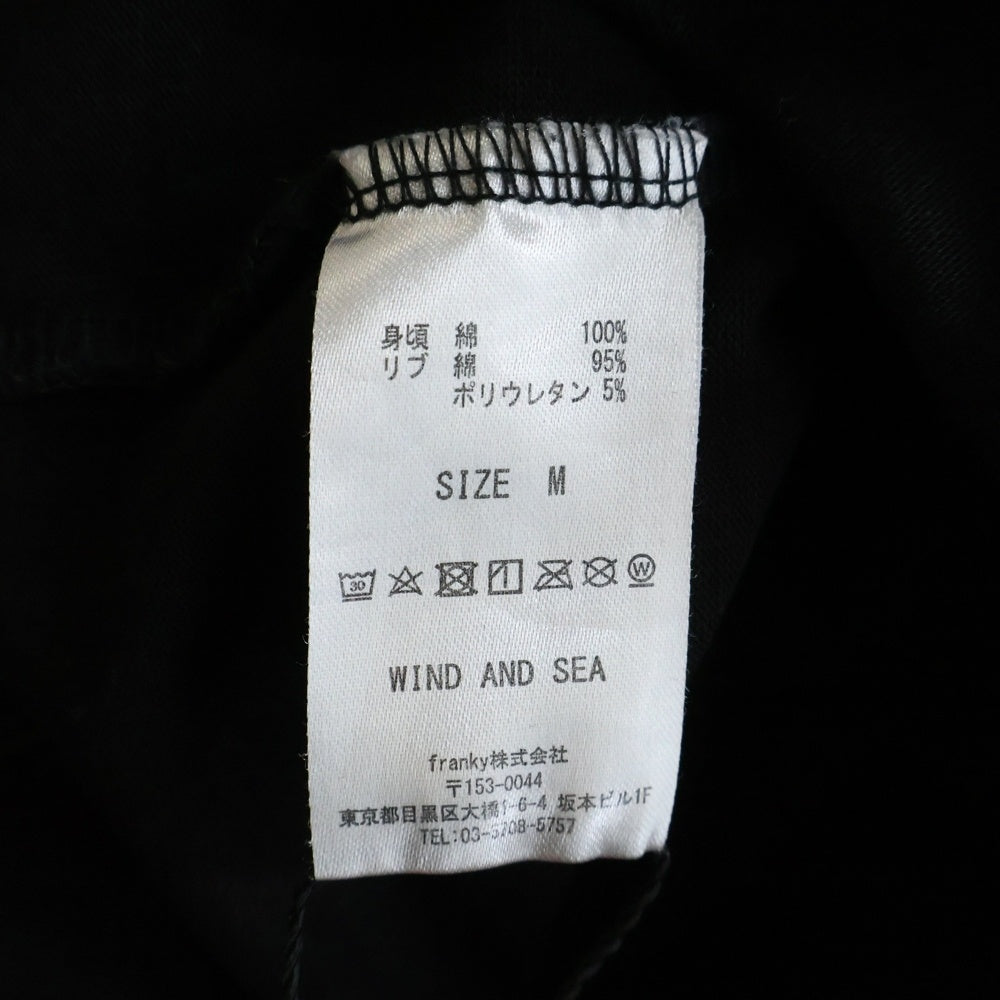 身頃 綿 100%
リブ 綿 95%
ポリウレタン 5%
SIZE M
30
W
WIND AND SEA
franky株式会社
〒153-0044
東京都目黒区大橋1-6-4 坂本ビル1F
TEL:03-5708-5757